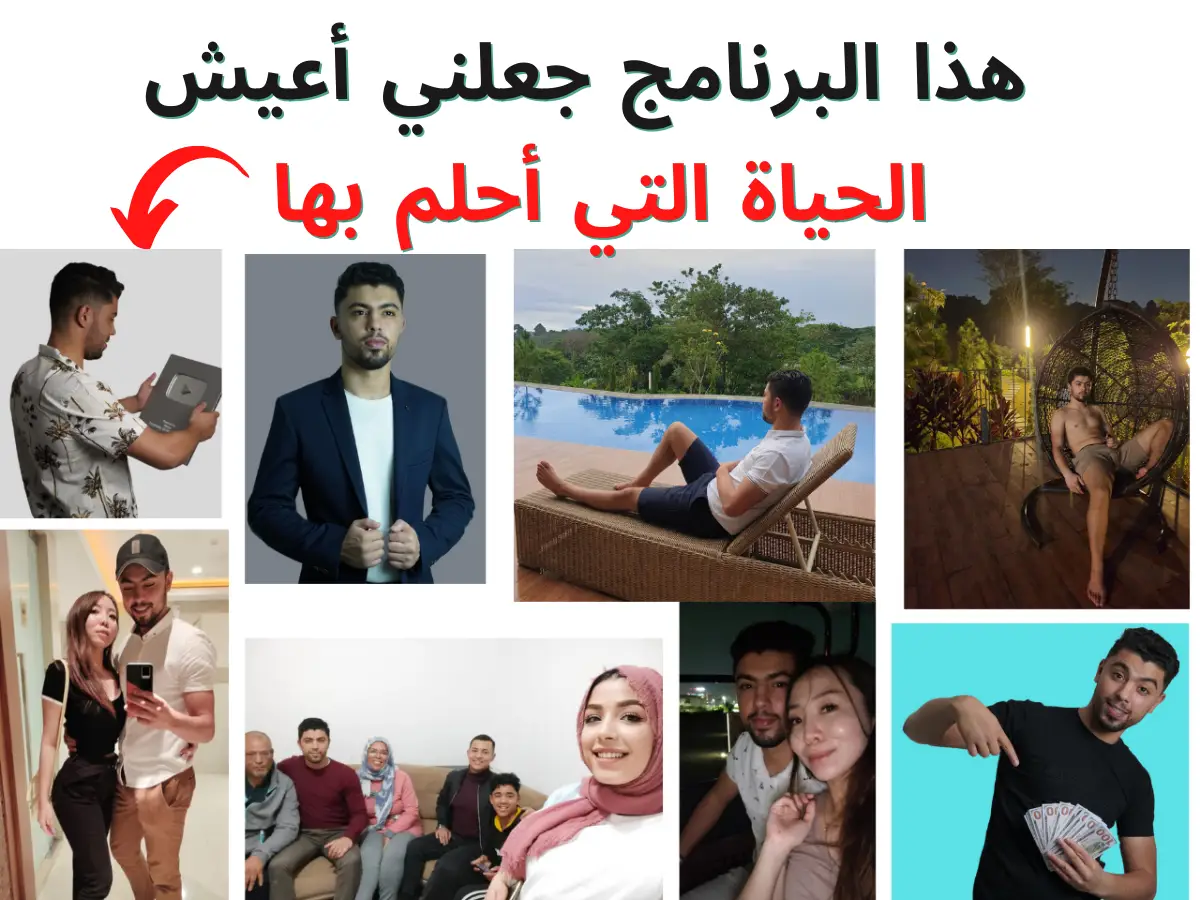 هذا البرنامج جعلني أعيش
الحياة التي أحلم بها